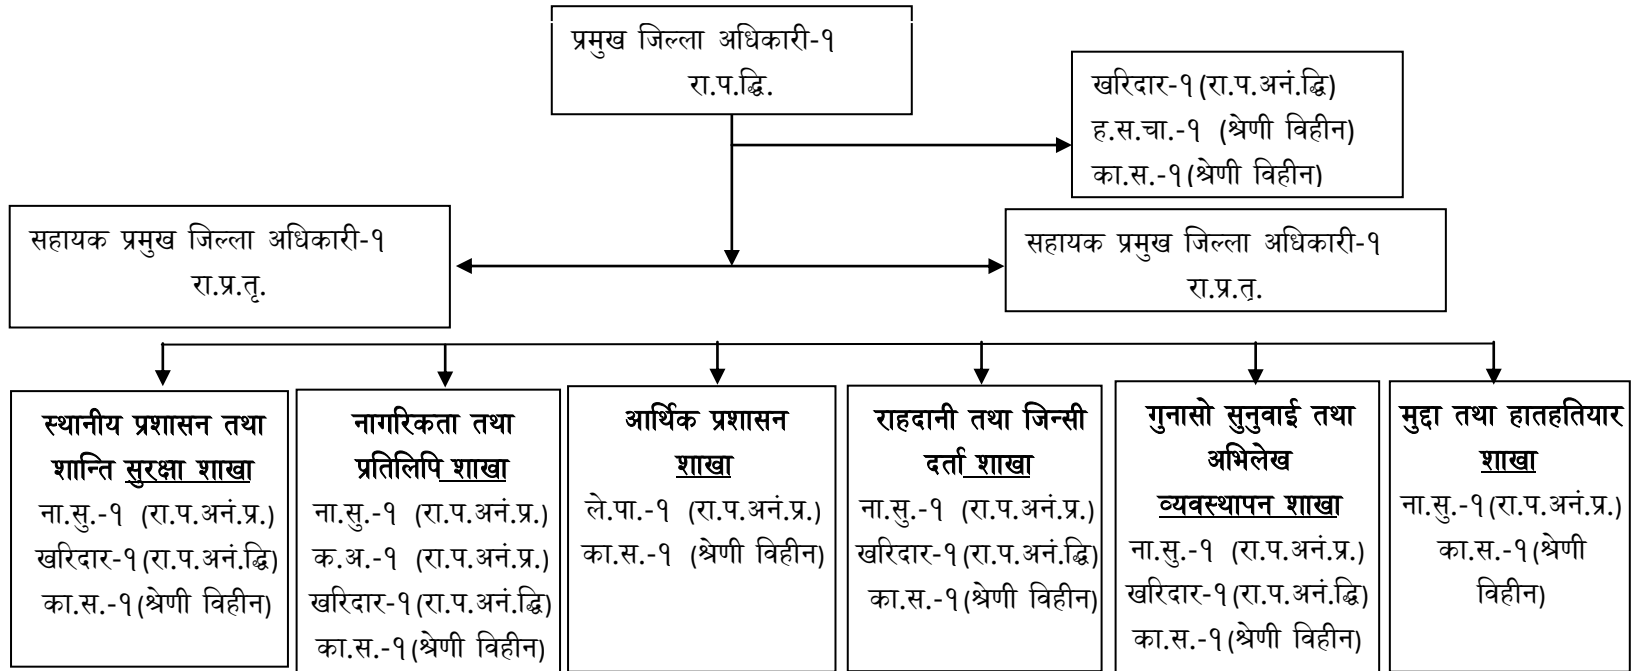 प्रमुख जिल्ला अधिकारी-१
रा.प.द्धि.
खरिदार-१(रा.प.अनं.द्धि)
ह.स.चा.-१ (श्रेणी विहीन)
का.स.-१(श्रेणी विहीन)
सहायक प्रमुख जिल्ला अधिकारी-१
रा.प्र.तृ.
सहायक प्रमुख जिल्ला अधिकारी-१
रा.प्र.तृ.
स्थानीय प्रशासन तथा
शान्ति सुरक्षा शाखा
ना.सु.-१ (रा.प.अनं.प्र.)
खरिदार-१(रा.प.अनं.द्धि)
का.स.-१(श्रेणी विहीन)
नागरिकता तथा
प्रतिलिपि शाखा
ना.सु.-१ (रा.प.अनं.प्र.)
क.अ.-१ (रा.प.अनं.प्र.)
खरिदार-१(रा.प.अनं.द्धि)
का.स.-१(श्रेणी विहीन)
आर्थिक प्रशासन
शाखा
ले.पा.-१ (रा.प.अनं.प्र.)
का.स.-१ (श्रेणी विहीन)
राहदानी तथा जिन्सी
दर्ता शाखा
ना.सु.-१ (रा.प.अनं.प्र.)
खरिदार-१(रा.प.अनं.द्धि)
का.स.-१(श्रेणी विहीन)
गुनासो सुनुवाई तथा
अभिलेख
व्यवस्थापन शाखा
ना.सु.-१ (रा.प.अनं.प्र.)
खरिदार-१(रा.प.अनं.द्धि)
का.स.-१(श्रेणी विहीन)
मुद्दा तथा हातहतियार
शाखा
ना.सु.-१(रा.प.अनं.प्र.)
का.स.-१(श्रेणी
विहीन)